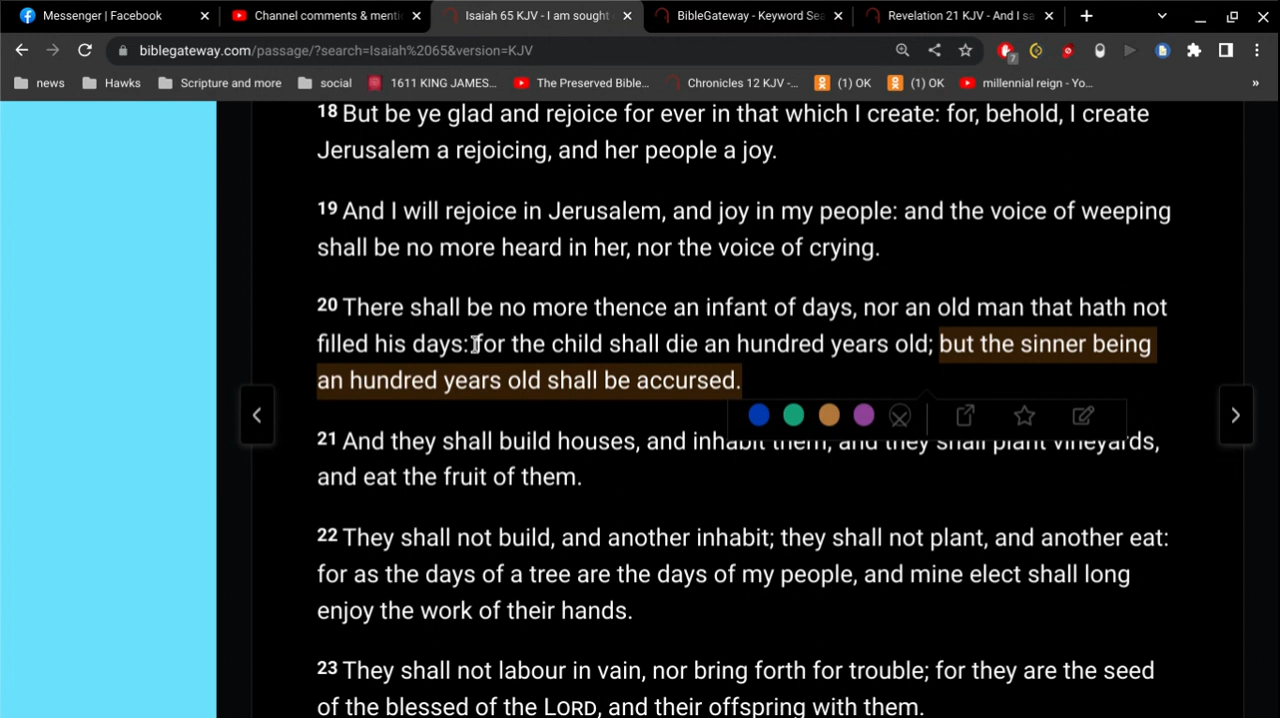 Messenger | Facebook
Channel comments & menti
Isaiah 65 KJV - I am sought
BibleGateway - Keyword Sea
Revelation 21 KJV - And I sa
biblegateway.com/passage/?search=Isaiah%2065&version=KJV
7
news Hawks Scripture and more social 1611 KING JAMES... The Preserved Bible... Chronicles 12 KJV -... (1) OK (1) OK millennial reign - Yo... »
18 But be ye glad and rejoice for ever in that which I create: for, behold, I create
Jerusalem a rejoicing, and her people a joy.
19 And I will rejoice in Jerusalem, and joy in my people: and the voice of weeping
shall be no more heard in her, nor the voice of crying.
20 There shall be no more thence an infant of days, nor an old man that hath not
filled his days: for the child shall die an hundred years old; but the sinner being
an hundred years old shall be accursed.
21 And they shall build houses, and inhabit them; and they shall plant vineyards,
and eat the fruit of them.
22 They shall not build, and another inhabit; they shall not plant, and another eat:
for as the days of a tree are the days of my people, and mine elect shall long
enjoy the work of their hands.
23 They shall not labour in vain, nor bring forth for trouble; for they are the seed
of the blessed of the LORD, and their offspring with them.